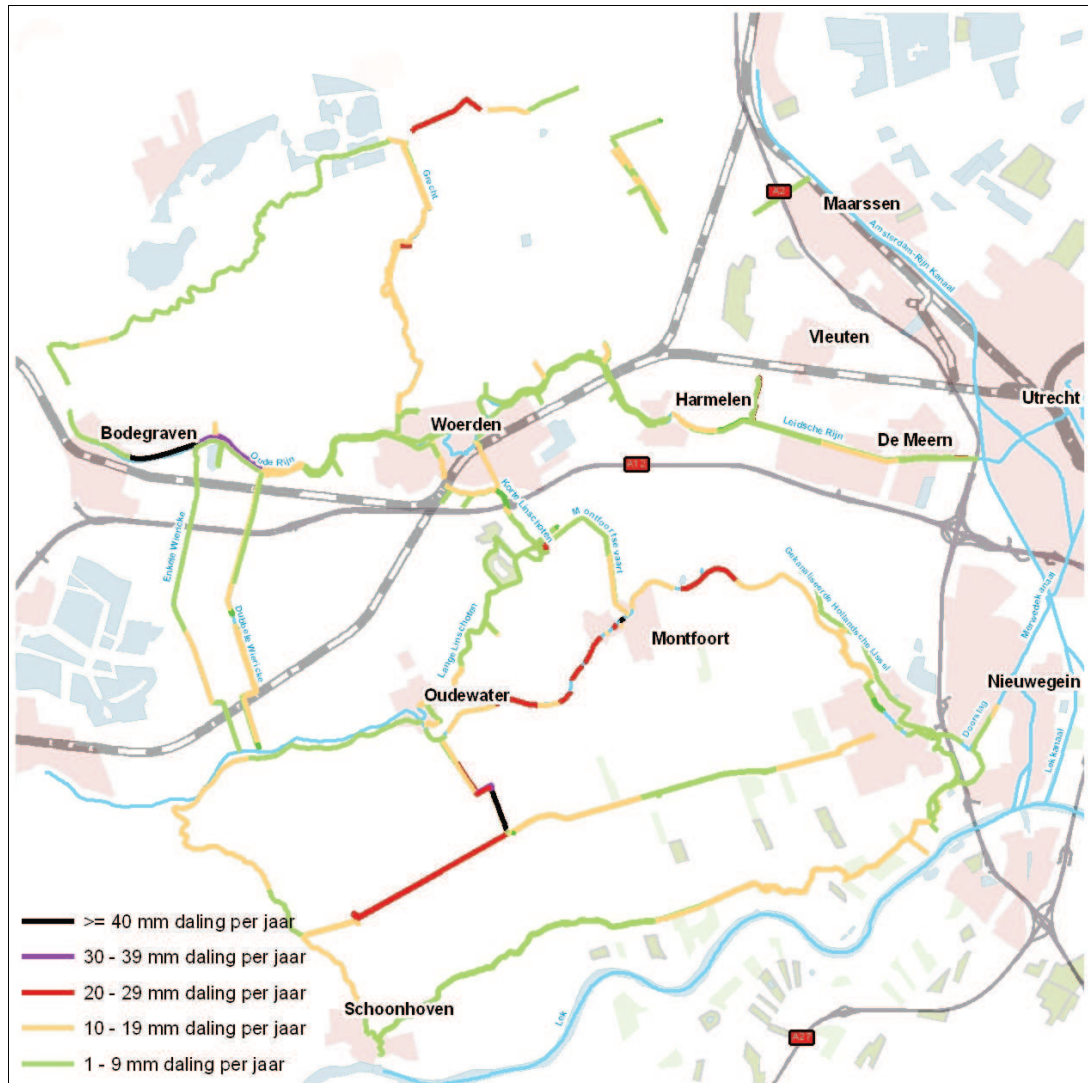 Grecht
A2
Maarssen
Amsterdam-Rijn Kanaal
Vleuten
Utrecht
Harmelen
Woerden
Bodegraven
Oude Rijn
Leidsche Rijn
De Meern
A12
Korte Linschoten
Montfoortsevaart
Enkele Wiericke
Dubbele Wiericke
Gekanaliseerde Hollandsche IJssel
Merwedekanaal
Lange Linschoten
Montfoort
Oudewater
Nieuwegein
Doorslag
Lekkanaal
>= 40 mm daling per jaar
30 - 39 mm daling per jaar
20 - 29 mm daling per jaar
10 - 19 mm daling per jaar
1 - 9 mm daling per jaar
Schoonhoven
Lek
A27